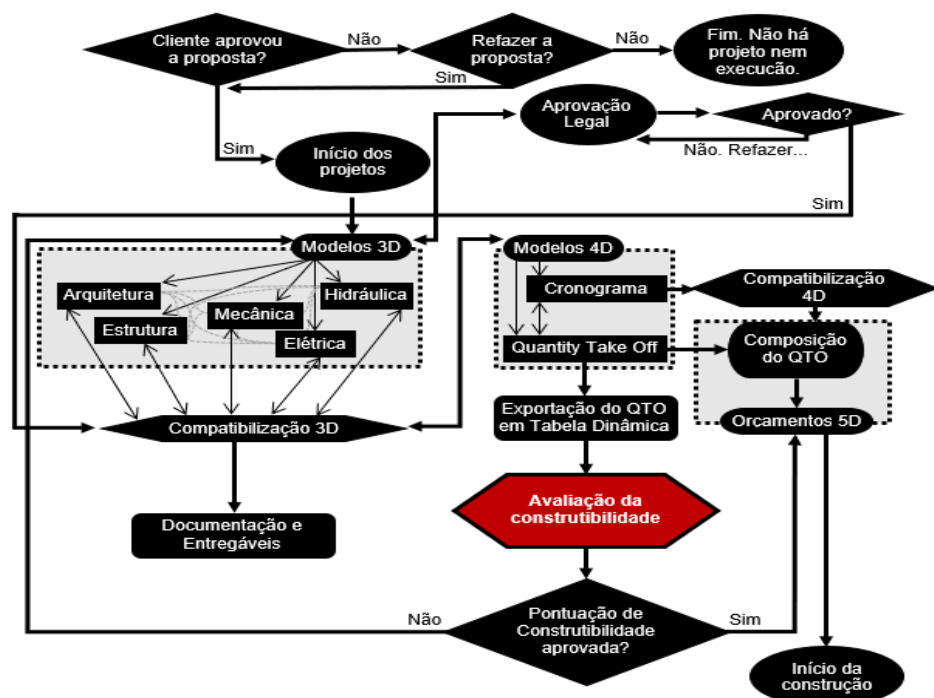 Cliente aprovou
a proposta?
Não
Refazer a
proposta?
Não
Fim. Não há
projeto nem
execucão.
Sim
Aprovação
Legal
Aprovado?
Não. Refazer...
Sim
Início dos
projetos
Sim
Modelos 3D
Arquitetura
Estrutura
Mecânica
Elétrica
Hidráulica
Modelos 4D
Cronograma
Quantity Take Off
Compatibilização
4D
Composição
do QTO
Orcamentos 5D
Compatibilização 3D
Exportação do QTO
em Tabela Dinâmica
Documentação e
Entregáveis
Avaliação da
construtibilidade
Não
Pontuação de
Construtibilidade
aprovada?
Sim
Início da
construção